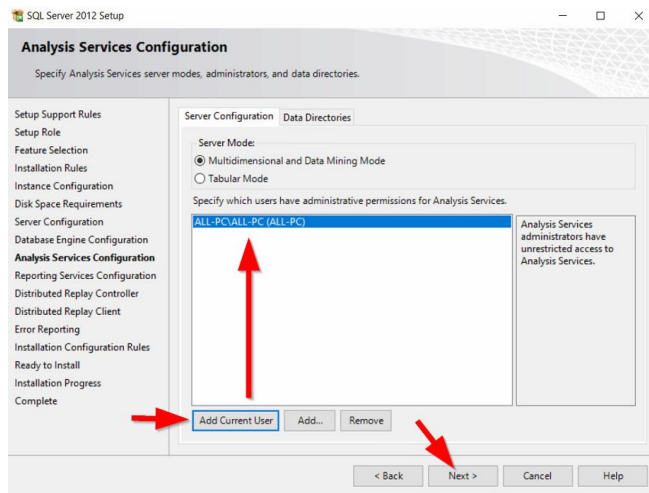 SQL Server 2012 Setup
Analysis Services Configuration
Specify Analysis Services server modes, administrators, and data directories.
Setup Support Rules
Setup Role
Feature Selection
Installation Rules
Instance Configuration
Disk Space Requirements
Server Configuration
Database Engine Configuration
Analysis Services Configuration
Reporting Services Configuration
Distributed Replay Controller
Distributed Replay Client
Error Reporting
Installation Configuration Rules
Ready to Install
Installation Progress
Complete
Server Configuration Data Directories
Server Mode:
Multidimensional and Data Mining Mode
Tabular Mode
Specify which users have administrative permissions for Analysis Services.
ALL-PC\ALL-PC (ALL-PC)
Analysis Services
administrators have
unrestricted access to
Analysis Services.
Add Current User Add... Remove
< Back Next > Cancel Help